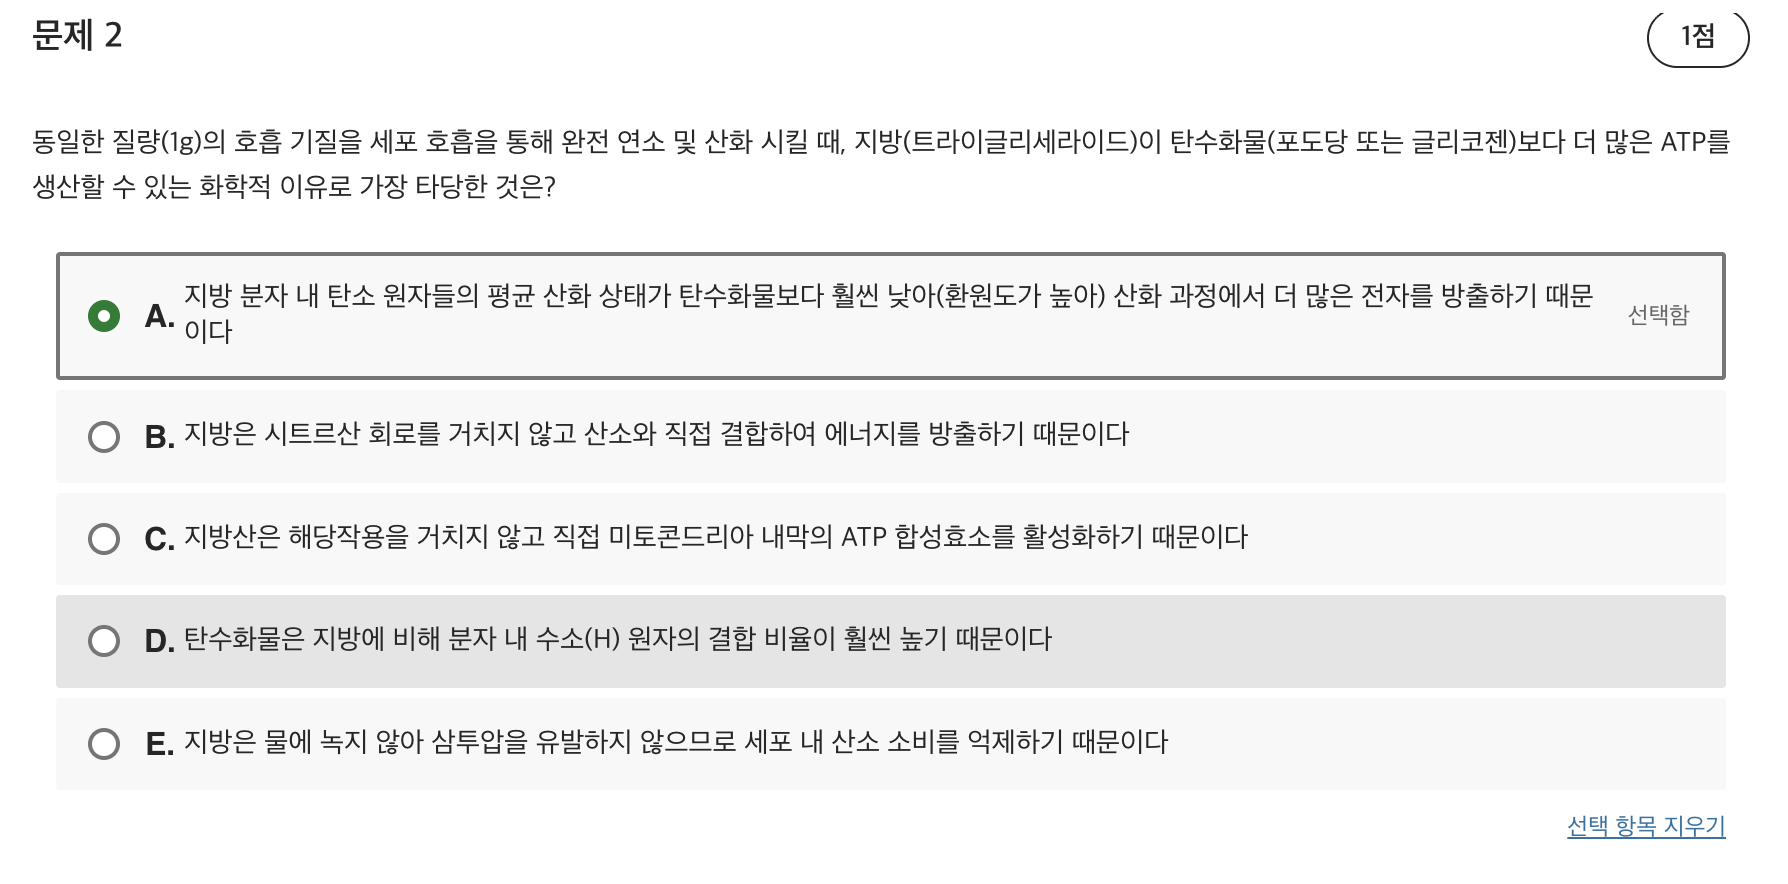 문제 2
1점
동일한 질량(1g)의 호흡 기질을 세포 호흡을 통해 완전 연소 및 산화 시킬 때, 지방(트라이글리세라이드)이 탄수화물(포도당 또는 글리코젠)보다 더 많은 ATP를
생산할 수 있는 화학적 이유로 가장 타당한 것은?
A. 지방 분자 내 탄소 원자들의 평균 산화 상태가 탄수화물보다 훨씬 낮아(환원도가 높아) 산화 과정에서 더 많은 전자를 방출하기 때문
이다
선택함
B. 지방은 시트르산 회로를 거치지 않고 산소와 직접 결합하여 에너지를 방출하기 때문이다
C. 지방산은 해당작용을 거치지 않고 직접 미토콘드리아 내막의 ATP 합성효소를 활성화하기 때문이다
D. 탄수화물은 지방에 비해 분자 내 수소(H) 원자의 결합 비율이 훨씬 높기 때문이다
E. 지방은 물에 녹지 않아 삼투압을 유발하지 않으므로 세포 내 산소 소비를 억제하기 때문이다
선택 항목 지우기